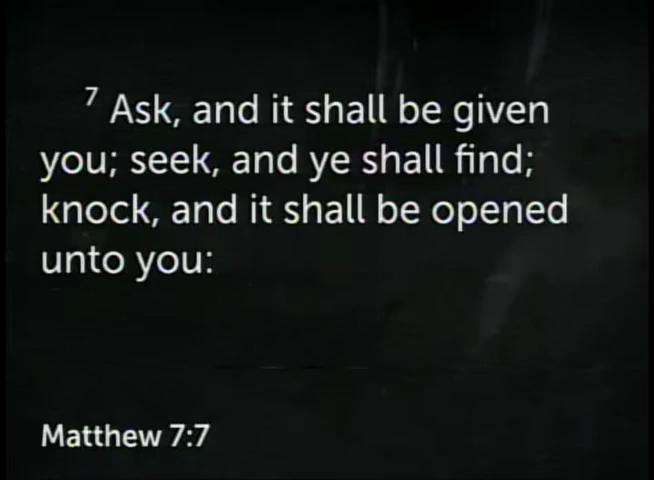 7 Ask, and it shall be given
you; seek, and ye shall find;
knock, and it shall be opened
unto you:
Matthew 7:7